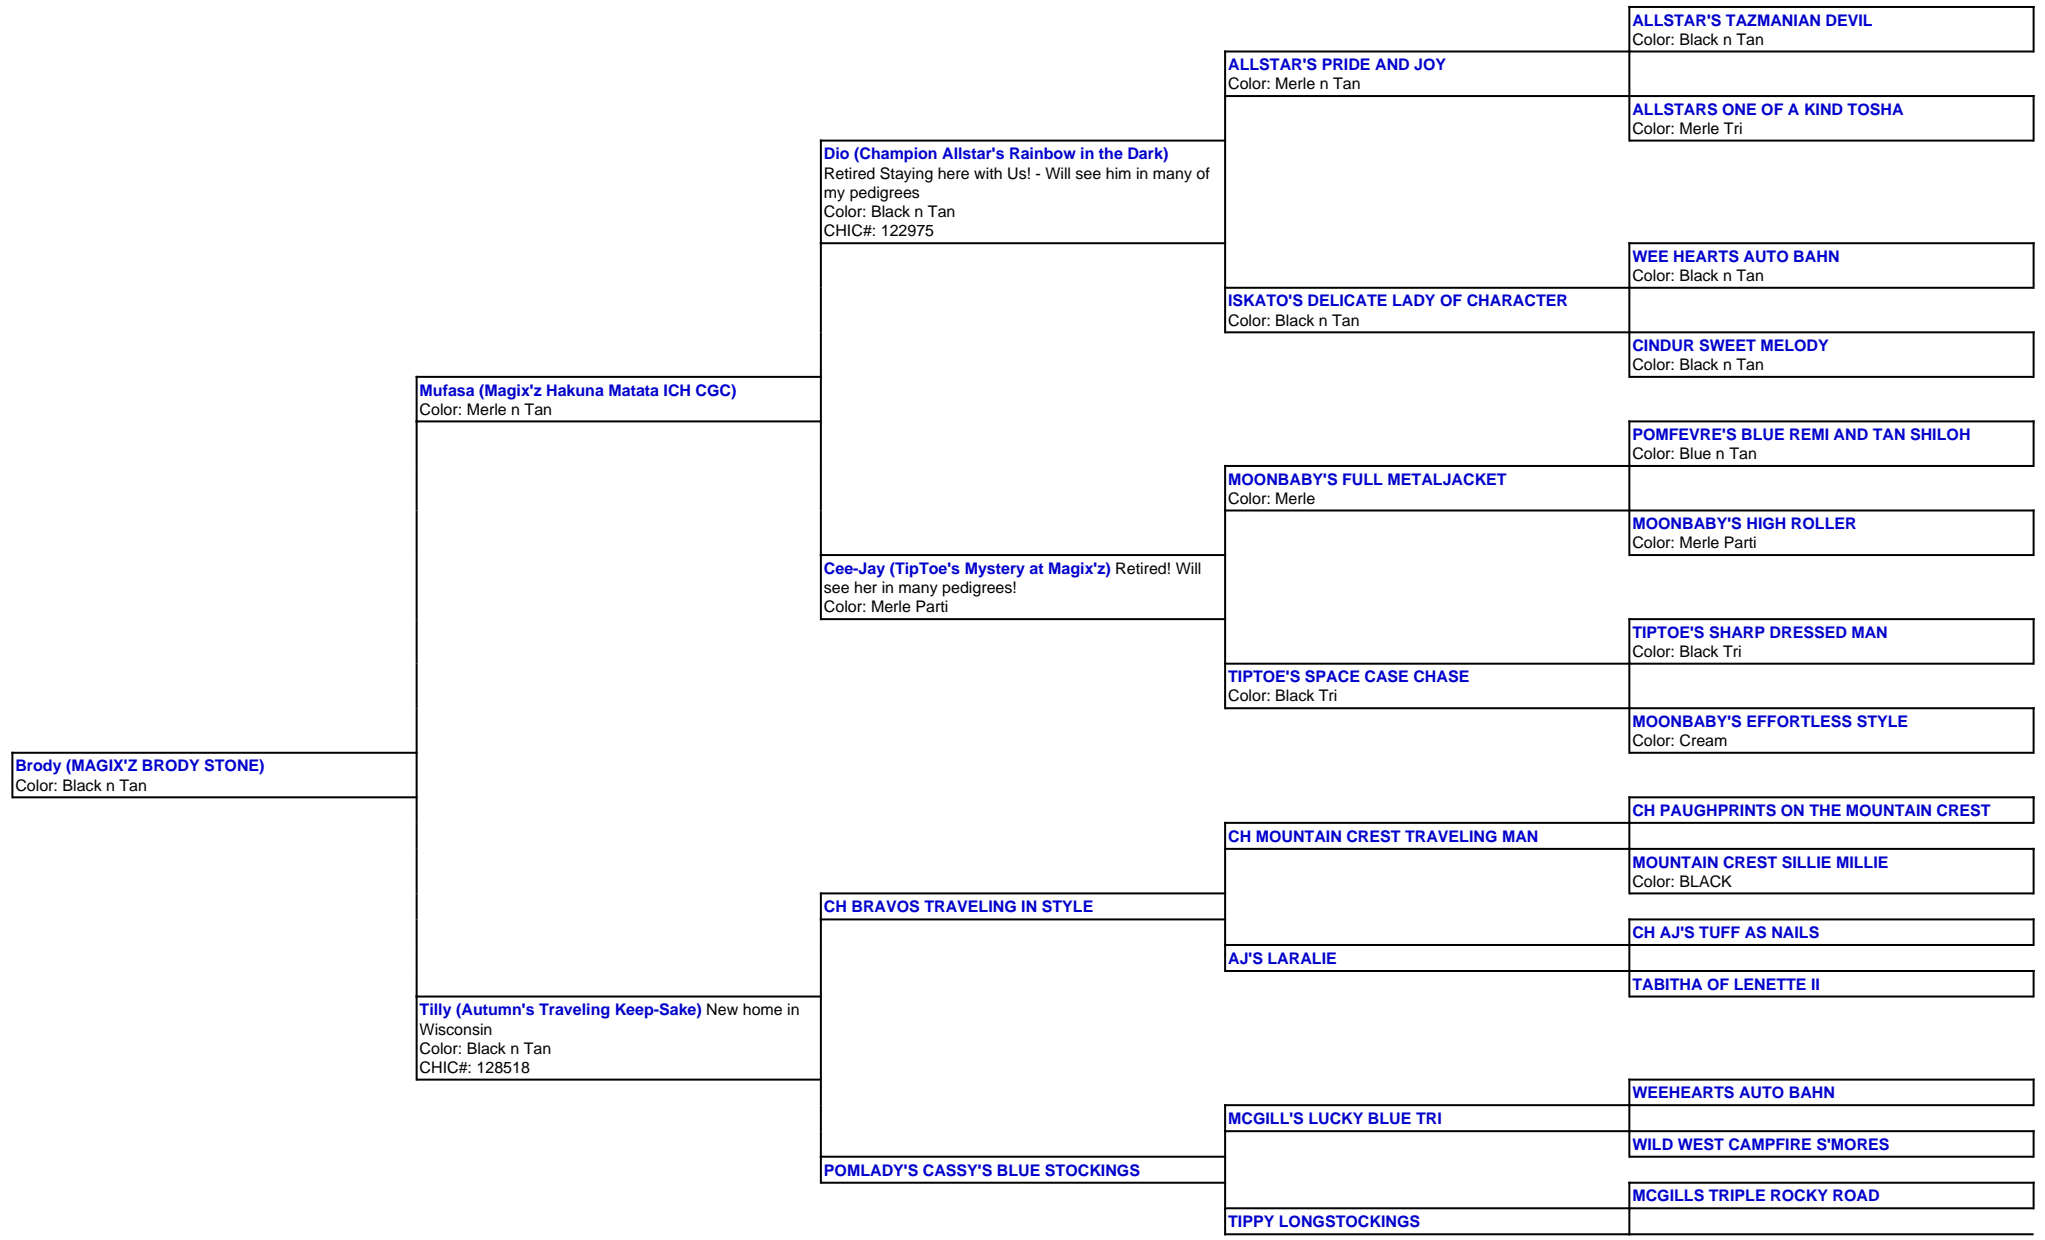 ALLSTAR'S TAZMANIAN DEVIL
Color: Black n Tan
ALLSTAR'S PRIDE AND JOY
Color: Merle n Tan
ALLSTARS ONE OF A KIND TOSHA
Color: Merle Tri
Dio (Champion Allstar's Rainbow in the Dark)
Retired Staying here with Us! - Will see him in many of
my pedigrees
Color: Black n Tan
CHIC#: 122975
WEE HEARTS AUTO BAHN
Color: Black n Tan
ISKATO'S DELICATE LADY OF CHARACTER
Color: Black n Tan
CINDUR SWEET MELODY
Color: Black n Tan
Mufasa (Magix'z Hakuna Matata ICH CGC)
Color: Merle n Tan
POMFEVRE'S BLUE REMI AND TAN SHILOH
Color: Blue n Tan
MOONBABY'S FULL METALJACKET
Color: Merle
MOONBABY'S HIGH ROLLER
Color: Merle Parti
Cee-Jay (TipToe's Mystery at Magix'z) Retired! Will
see her in many pedigrees!
Color: Merle Parti
TIPTOE'S SHARP DRESSED MAN
Color: Black Tri
TIPTOE'S SPACE CASE CHASE
Color: Black Tri
MOONBABY'S EFFORTLESS STYLE
Color: Cream
Brody (MAGIX'Z BRODY STONE)
Color: Black n Tan
CH PAUGHPRINTS ON THE MOUNTAIN CREST
CH MOUNTAIN CREST TRAVELING MAN
MOUNTAIN CREST SILLIE MILLIE
Color: BLACK
CH BRAVOS TRAVELING IN STYLE
CH AJ'S TUFF AS NAILS
AJ'S LARALIE
TABITHA OF LENETTE II
Tilly (Autumn's Traveling Keep-Sake) New home in
Wisconsin
Color: Black n Tan
CHIC#: 128518
WEEHEARTS AUTO BAHN
MCGILL'S LUCKY BLUE TRI
WILD WEST CAMPFIRE S'MORES
POMLADY'S CASSY'S BLUE STOCKINGS
MCGILLS TRIPLE ROCKY ROAD
TIPPY LONGSTOCKINGS